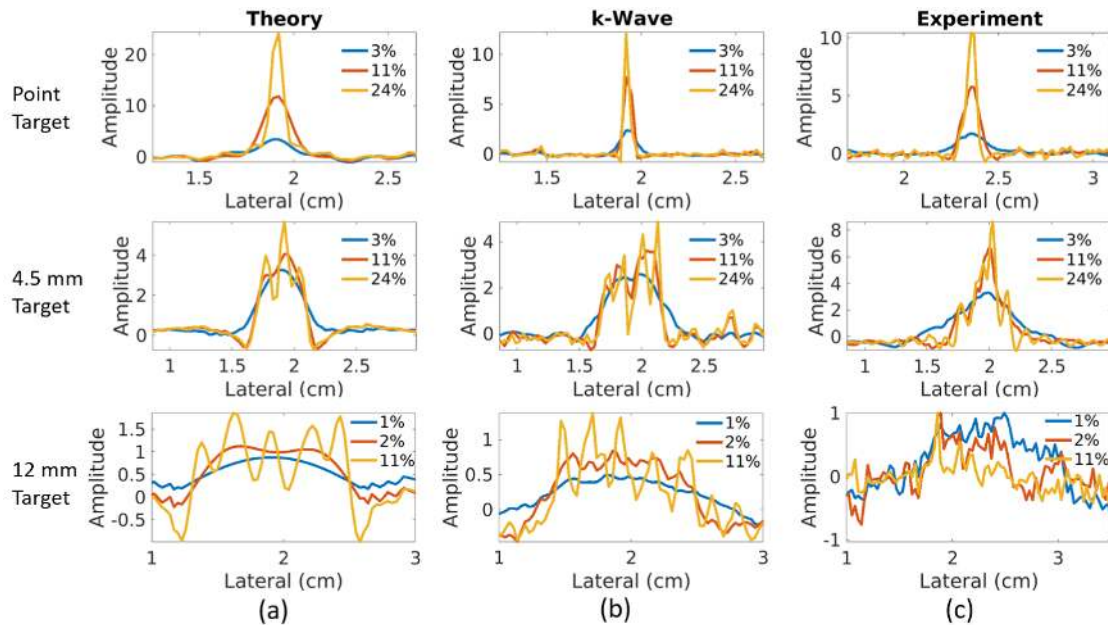 Theory
k-Wave
Experiment
Point
Target
Amplitude
20
10
0
3%
11%
24%
1.5
2
2.5
Lateral (cm)
Amplitude
10
5
0
3%
11%
24%
1.5
2
2.5
Lateral (cm)
Amplitude
10
5
0
3%
11%
24%
2
2.5
3
Lateral (cm)
4.5 mm
Target
Amplitude
4
2
0
3%
11%
24%
1
1.5
2
2.5
Lateral (cm)
Amplitude
4
2
0
3%
11%
24%
1
1.5
2
2.5
Lateral (cm)
Amplitude
8
6
4
2
0
3%
11%
24%
1
1.5
2
2.5
Lateral (cm)
12 mm
Target
Amplitude
1.5
1
0.5
0
-0.5
1%
2%
11%
1
2
3
Lateral (cm)
Amplitude
1
0.5
0
1%
2%
11%
1
2
3
Lateral (cm)
Amplitude
1
0
-1
1%
2%
11%
1
2
3
Lateral (cm)
(a)
(b)
(c)